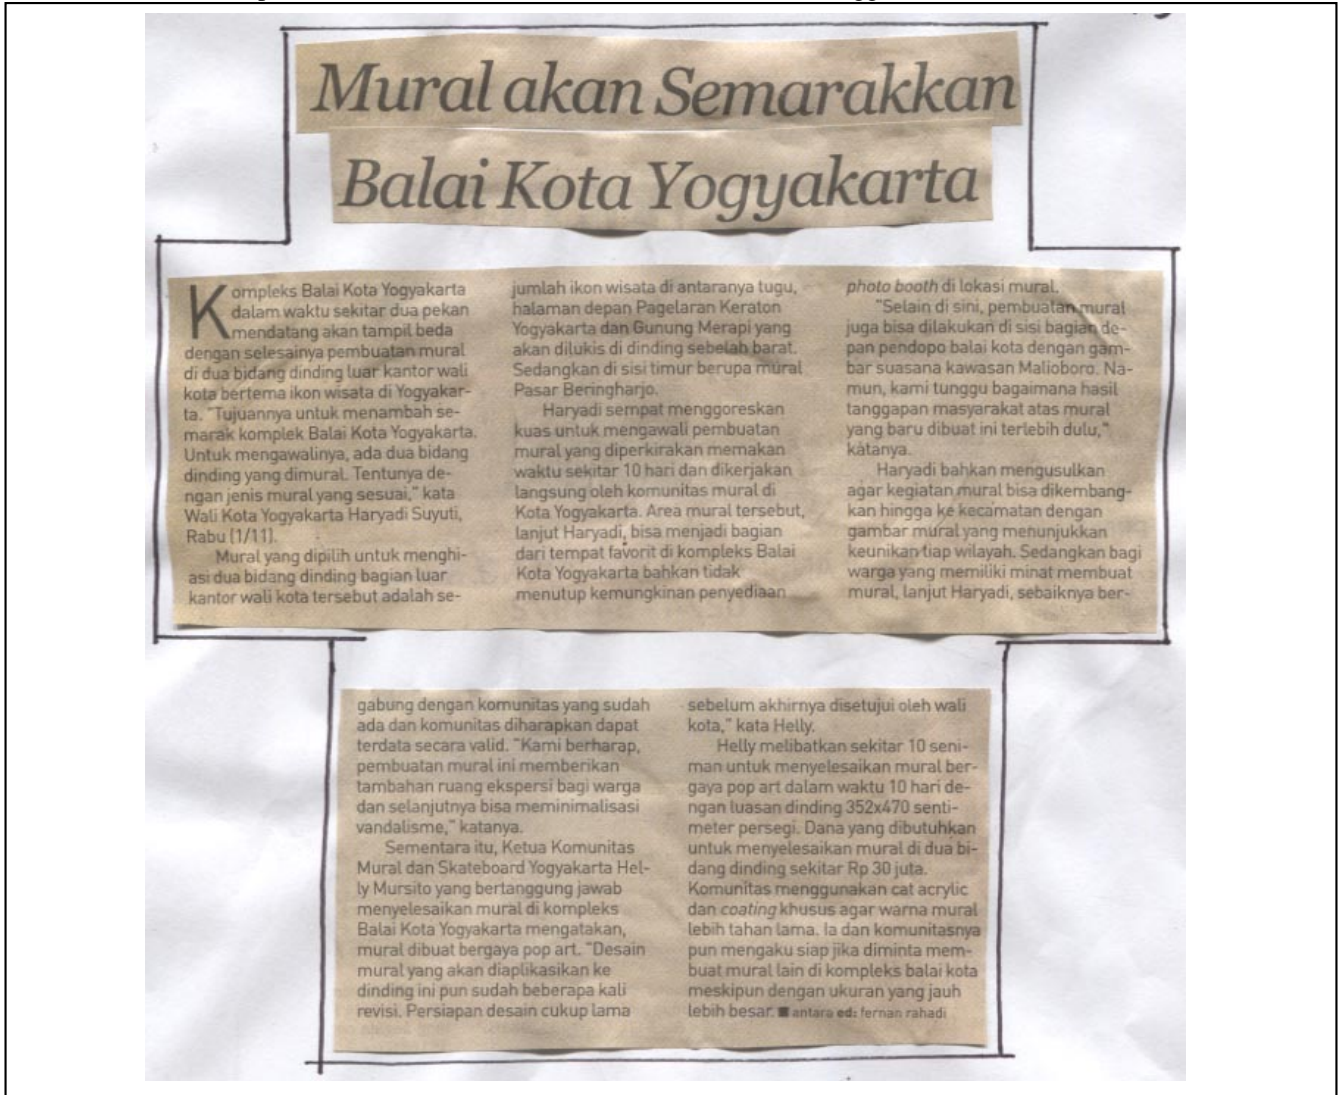 Mural akan Semarakkan
Balai Kota Yogyakarta
Kompleks Balai Kota Yogyakarta
dalam waktu sekitar dua pekan
mendatang akan tampil beda
dengan selesainya pembuatan mural
di dua bidang dinding luar kantor wali
kota bertema ikon wisata di Yogyakar-
ta. "Tujuannya untuk menambah se-
marak komplek Balai Kota Yogyakarta.
Untuk mengawalinya, ada dua bidang
dinding yang dimural. Tentunya de-
ngan jenis mural yang sesuai," kata
Wali Kota Yogyakarta Haryadi Suyuti,
Rabu (1/11).
Mural yang dipilih untuk menghi-
asi dua bidang dinding bagian luar
kantor wali kota tersebut adalah se-
jumlah ikon wisata di antaranya tugu,
halaman depan Pagelaran Keraton
Yogyakarta dan Gunung Merapi yang
akan dilukis di dinding sebelah barat.
Sedangkan di sisi timur berupa mural
Pasar Beringharjo.
Haryadi sempat menggoreskan
kuas untuk mengawali pembuatan
mural yang diperkirakan memakan
waktu sekitar 10 hari dan dikerjakan
langsung oleh komunitas mural di
Kota Yogyakarta. Area mural tersebut,
lanjut Haryadi, bisa menjadi bagian
dari tempat favorit di kompleks Balai
Kota Yogyakarta bahkan tidak
menutup kemungkinan penyediaan
photo booth di lokasi mural.
"Selain di sini, pembuatan mural
juga bisa dilakukan di sisi bagian de-
pan pendopo balai kota dengan gam-
bar suasana kawasan Malioboro. Na-
mun, kami tunggu bagaimana hasil
tanggapan masyarakat atas mural
yang baru dibuat ini terlebih dulu,"
katanya.
Haryadi bahkan mengusulkan
agar kegiatan mural bisa dikembang-
kan hingga ke kecamatan dengan
gambar mural yang menunjukkan
keunikan tiap wilayah. Sedangkan bagi
warga yang memiliki minat membuat
mural, lanjut Haryadi, sebaiknya ber-
gabung dengan komunitas yang sudah
ada dan komunitas diharapkan dapat
terdata secara valid. "Kami berharap,
pembuatan mural ini memberikan
tambahan ruang ekspersi bagi warga
dan selanjutnya bisa meminimalisasi
vandalisme," katanya.
Sementara itu, Ketua Komunitas
Mural dan Skateboard Yogyakarta Hel-
ly Mursito yang bertanggung jawab
menyelesaikan mural di kompleks
Balai Kota Yogyakarta mengatakan,
mural dibuat bergaya pop art. "Desain
mural yang akan diaplikasikan ke
dinding ini pun sudah beberapa kali
revisi. Persiapan desain cukup lama
sebelum akhirnya disetujui oleh wali
kota," kata Helly.
Helly melibatkan sekitar 10 seni-
man untuk menyelesaikan mural ber-
gaya pop art dalam waktu 10 hari de-
ngan luasan dinding 352x470 senti-
meter persegi. Dana yang dibutuhkan
untuk menyelesaikan mural di dua bi-
dang dinding sekitar Rp 30 juta.
Komunitas menggunakan cat acrylic
dan coating khusus agar warna mural
lebih tahan lama. Ia dan komunitasnya
pun mengaku siap jika diminta mem-
buat mural lain di kompleks balai kota
meskipun dengan ukuran yang jauh
lebih besar. ■ antara ed: fernan rahadi